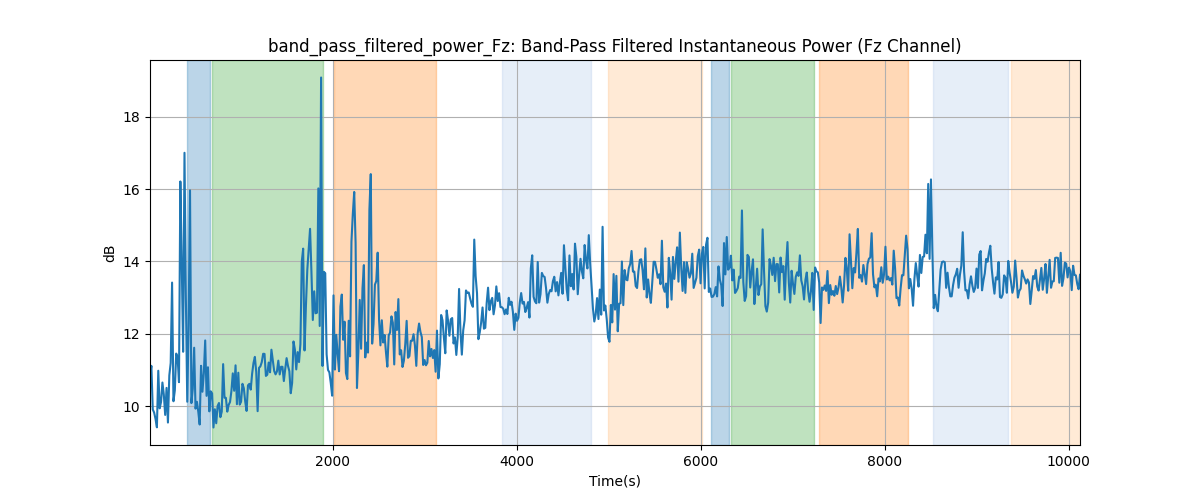 band_pass_filtered_power_Fz: Band-Pass Filtered Instantaneous Power (Fz Channel)
18
16
14
12
10
dB
2000 4000 6000 8000 10000
Time(s)